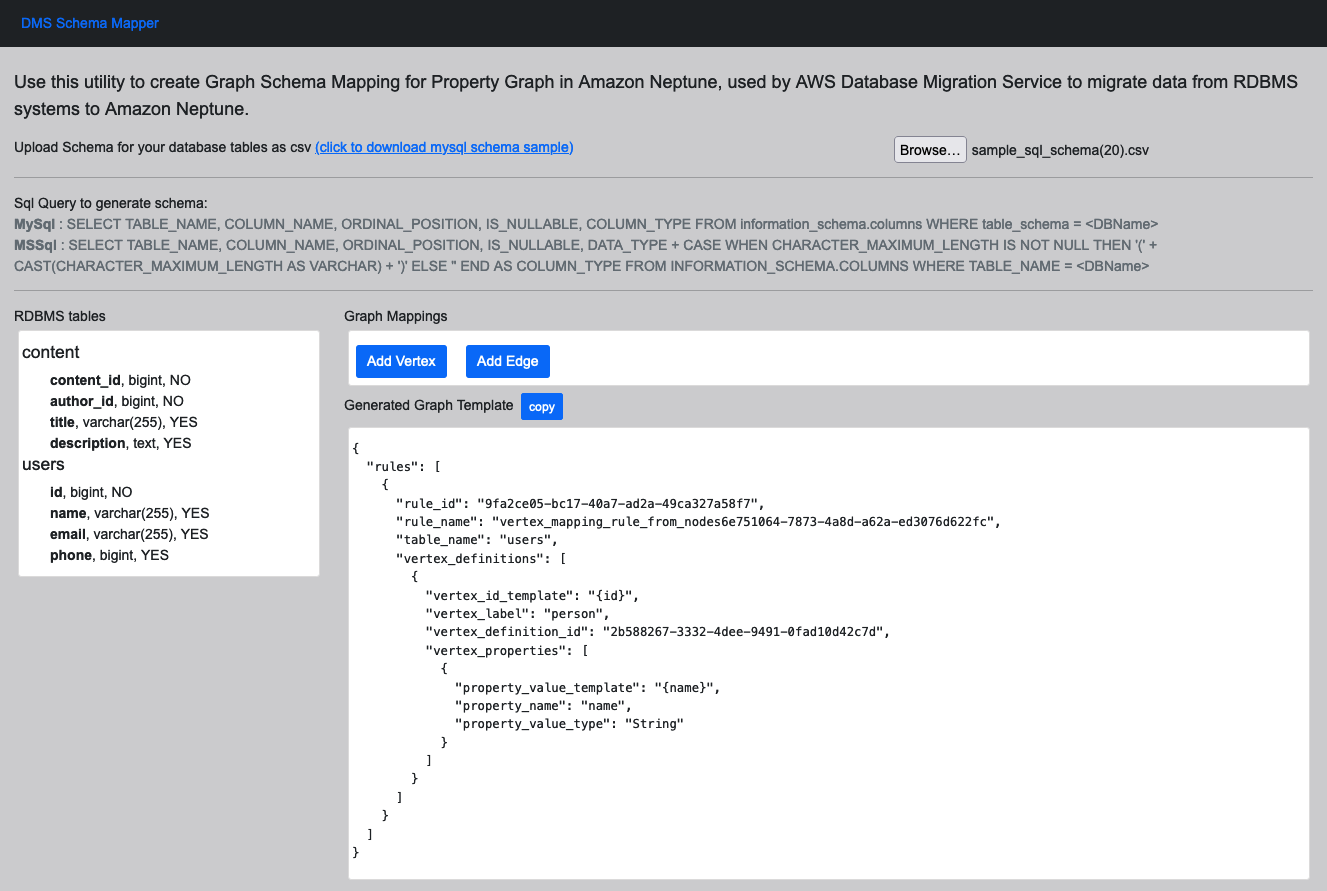 DMS Schema Mapper
Use this utility to create Graph Schema Mapping for Property Graph in Amazon Neptune, used by AWS Database Migration Service to migrate data from RDBMS
systems to Amazon Neptune.
Upload Schema for your database tables as csv (click to download mysql schema sample)
Browse... sample_sql_schema(20).csv
Sql Query to generate schema:
MySql : SELECT TABLE_NAME, COLUMN_NAME, ORDINAL_POSITION, IS_NULLABLE, COLUMN_TYPE FROM information_schema.columns WHERE table_schema = <DBName>
MSSql : SELECT TABLE_NAME, COLUMN_NAME, ORDINAL_POSITION, IS_NULLABLE, DATA_TYPE + CASE WHEN CHARACTER_MAXIMUM_LENGTH IS NOT NULL THEN '(' +
CAST(CHARACTER_MAXIMUM_LENGTH AS VARCHAR) + ')' ELSE '' END AS COLUMN_TYPE FROM INFORMATION_SCHEMA.COLUMNS WHERE TABLE_NAME = <DBName>
RDBMS tables
content
content_id, bigint, NO
author_id, bigint, NO
title, varchar(255), YES
description, text, YES
users
id, bigint, NO
name, varchar(255), YES
email, varchar(255), YES
phone, bigint, YES
Graph Mappings
Add Vertex
Add Edge
Generated Graph Template copy
{
  "rules": [
    {
      "rule_id": "9fa2ce05-bc17-40a7-ad2a-49ca327a58f7",
      "rule_name": "vertex_mapping_rule_from_nodes6e751064-7873-4a8d-a62a-ed3076d622fc",
      "table_name": "users",
      "vertex_definitions": [
        {
          "vertex_id_template": "{id}",
          "vertex_label": "person",
          "vertex_definition_id": "2b588267-3332-4dee-9491-0fad10d42c7d",
          "vertex_properties": [
            {
              "property_value_template": "{name}",
              "property_name": "name",
              "property_value_type": "String"
            }
          ]
        }
      ]
    }
  ]
}